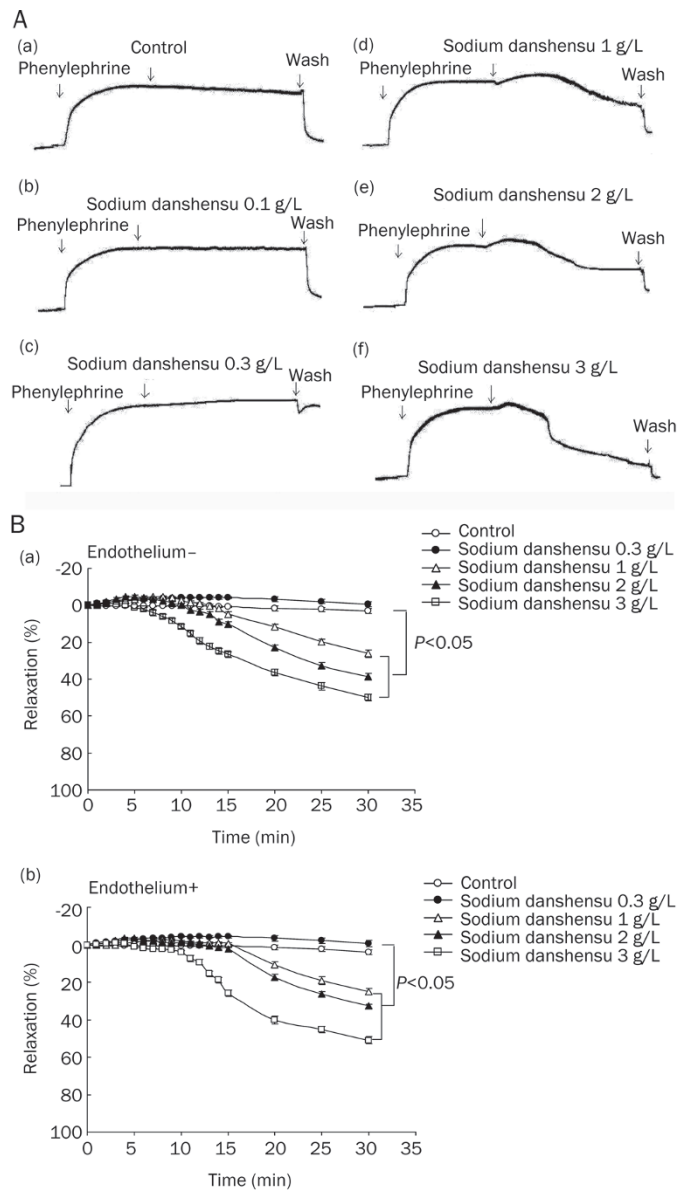 A
(a)
Control
Phenylephrine
Wash
(b)
Sodium danshensu 0.1 g/L
Phenylephrine
Wash
(c)
Sodium danshensu 0.3 g/L
Phenylephrine
Wash
(d)
Sodium danshensu 1 g/L
Phenylephrine
Wash
(e)
Sodium danshensu 2 g/L
Phenylephrine
Wash
(f)
Sodium danshensu 3 g/L
Phenylephrine
Wash
B
(a)
Endothelium–
Control
Sodium danshensu 0.3 g/L
Sodium danshensu 1 g/L
Sodium danshensu 2 g/L
Sodium danshensu 3 g/L
-20
0
20
40
60
80
100
Relaxation (%)
P<0.05
0 5 10 15 20 25 30 35
Time (min)
(b)
Endothelium+
Control
Sodium danshensu 0.3 g/L
Sodium danshensu 1 g/L
Sodium danshensu 2 g/L
Sodium danshensu 3 g/L
-20
0
20
40
60
80
100
Relaxation (%)
P<0.05
0 5 10 15 20 25 30 35
Time (min)